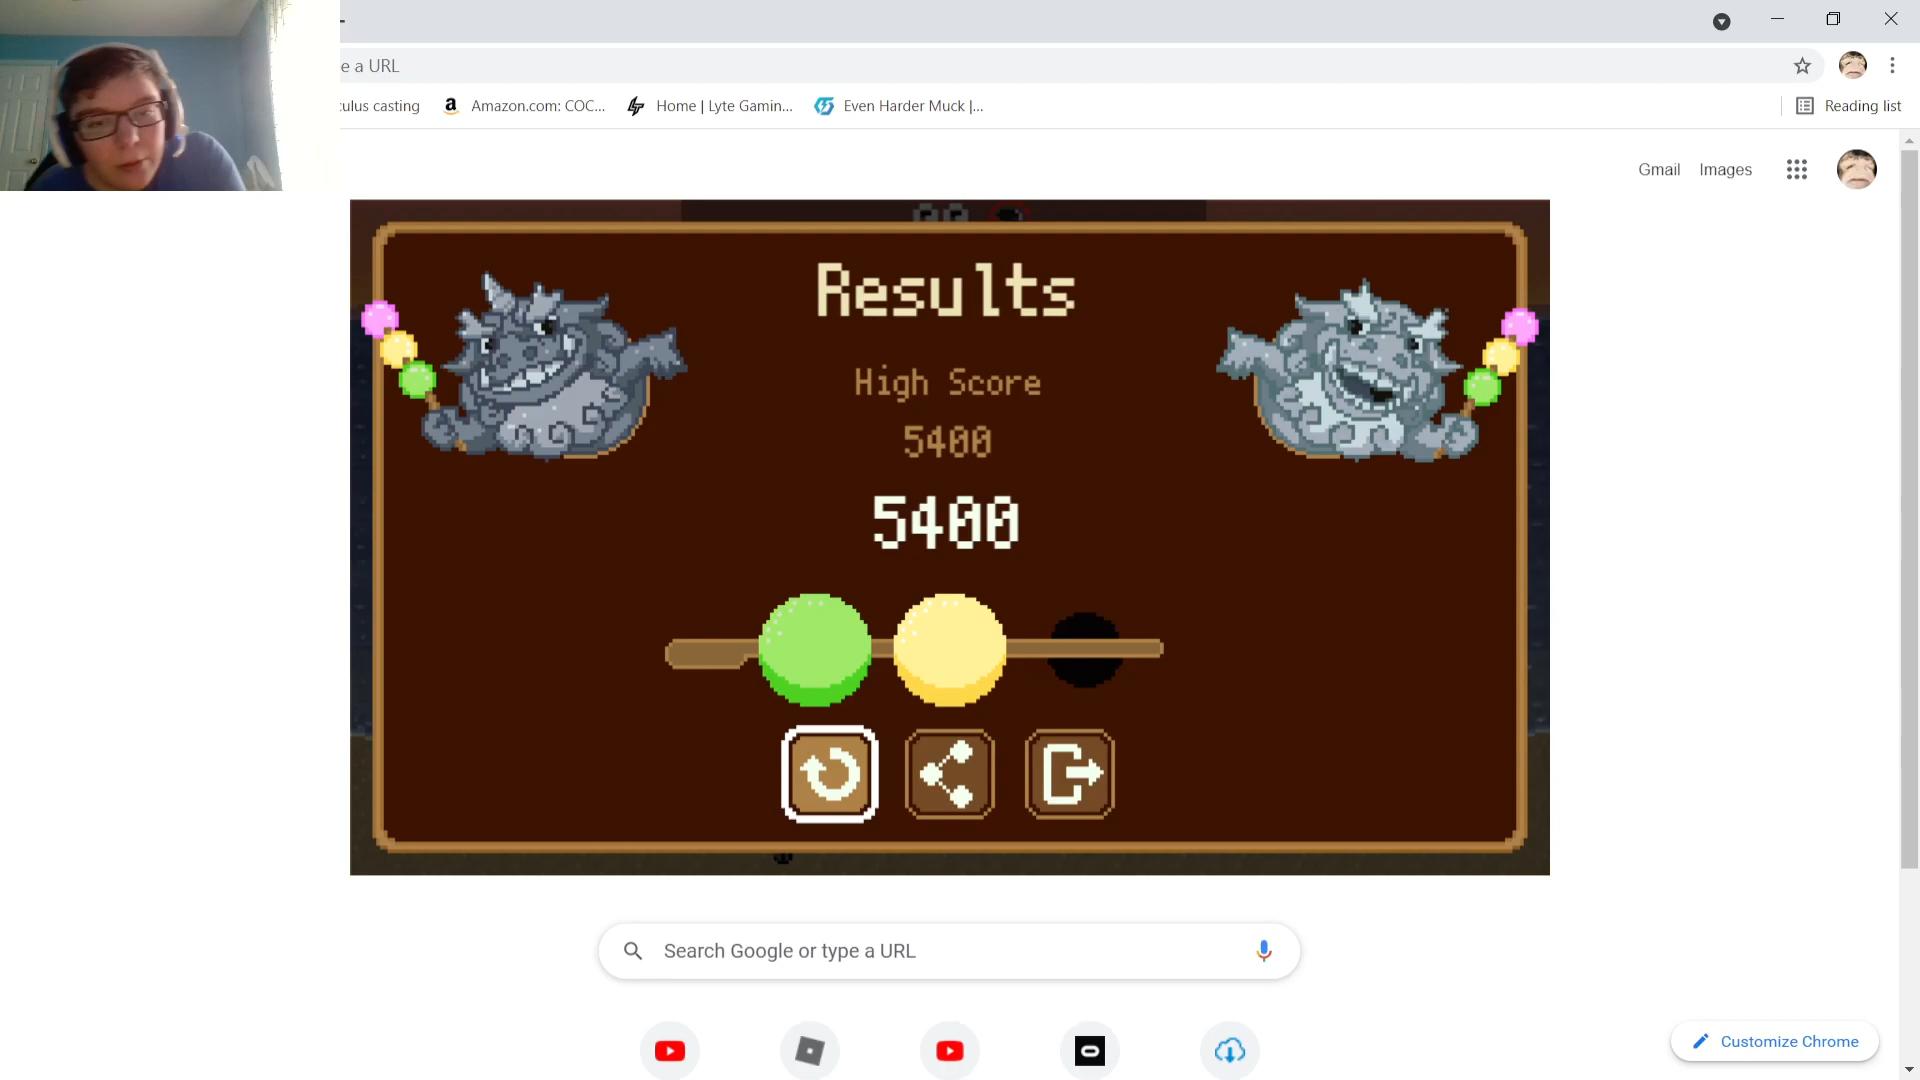 e a URL
culus casting
Amazon.com: COC...
Home | Lyte Gamin...
Even Harder Muck |...
Reading list
Gmail
Images
Results
High Score
5400
5400
Search Google or type a URL
Customize Chrome